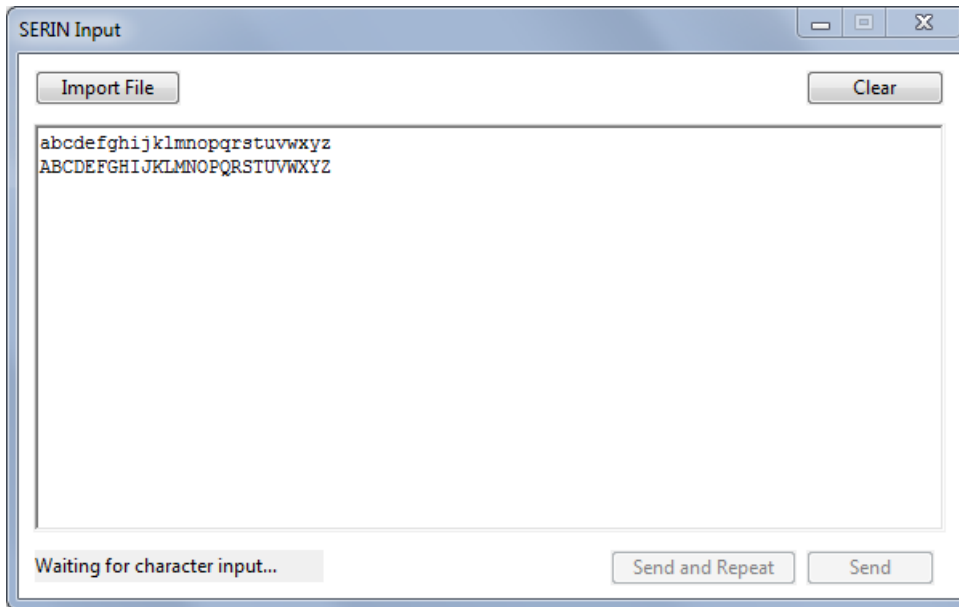 SERIN Input
Import File
Clear
abcdefghijklmnopqrstuvwxyz
ABCDEFGHIJKLMNOPQRSTUVWXYZ
Waiting for character input...
Send and Repeat
Send